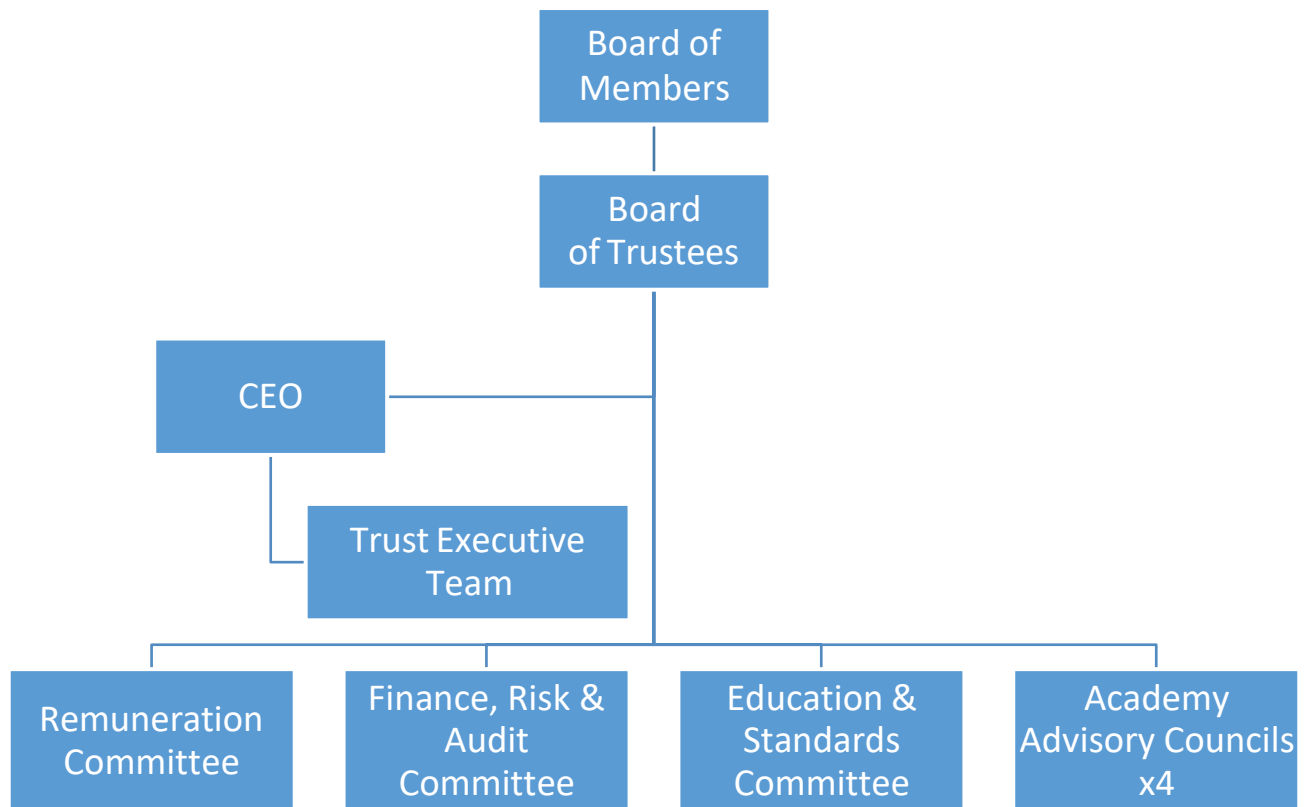 Board of
Members
Board
of Trustees
CEO
Trust Executive
Team
Remuneration
Committee
Finance, Risk &
Audit
Committee
Education &
Standards
Committee
Academy
Advisory Councils
x4